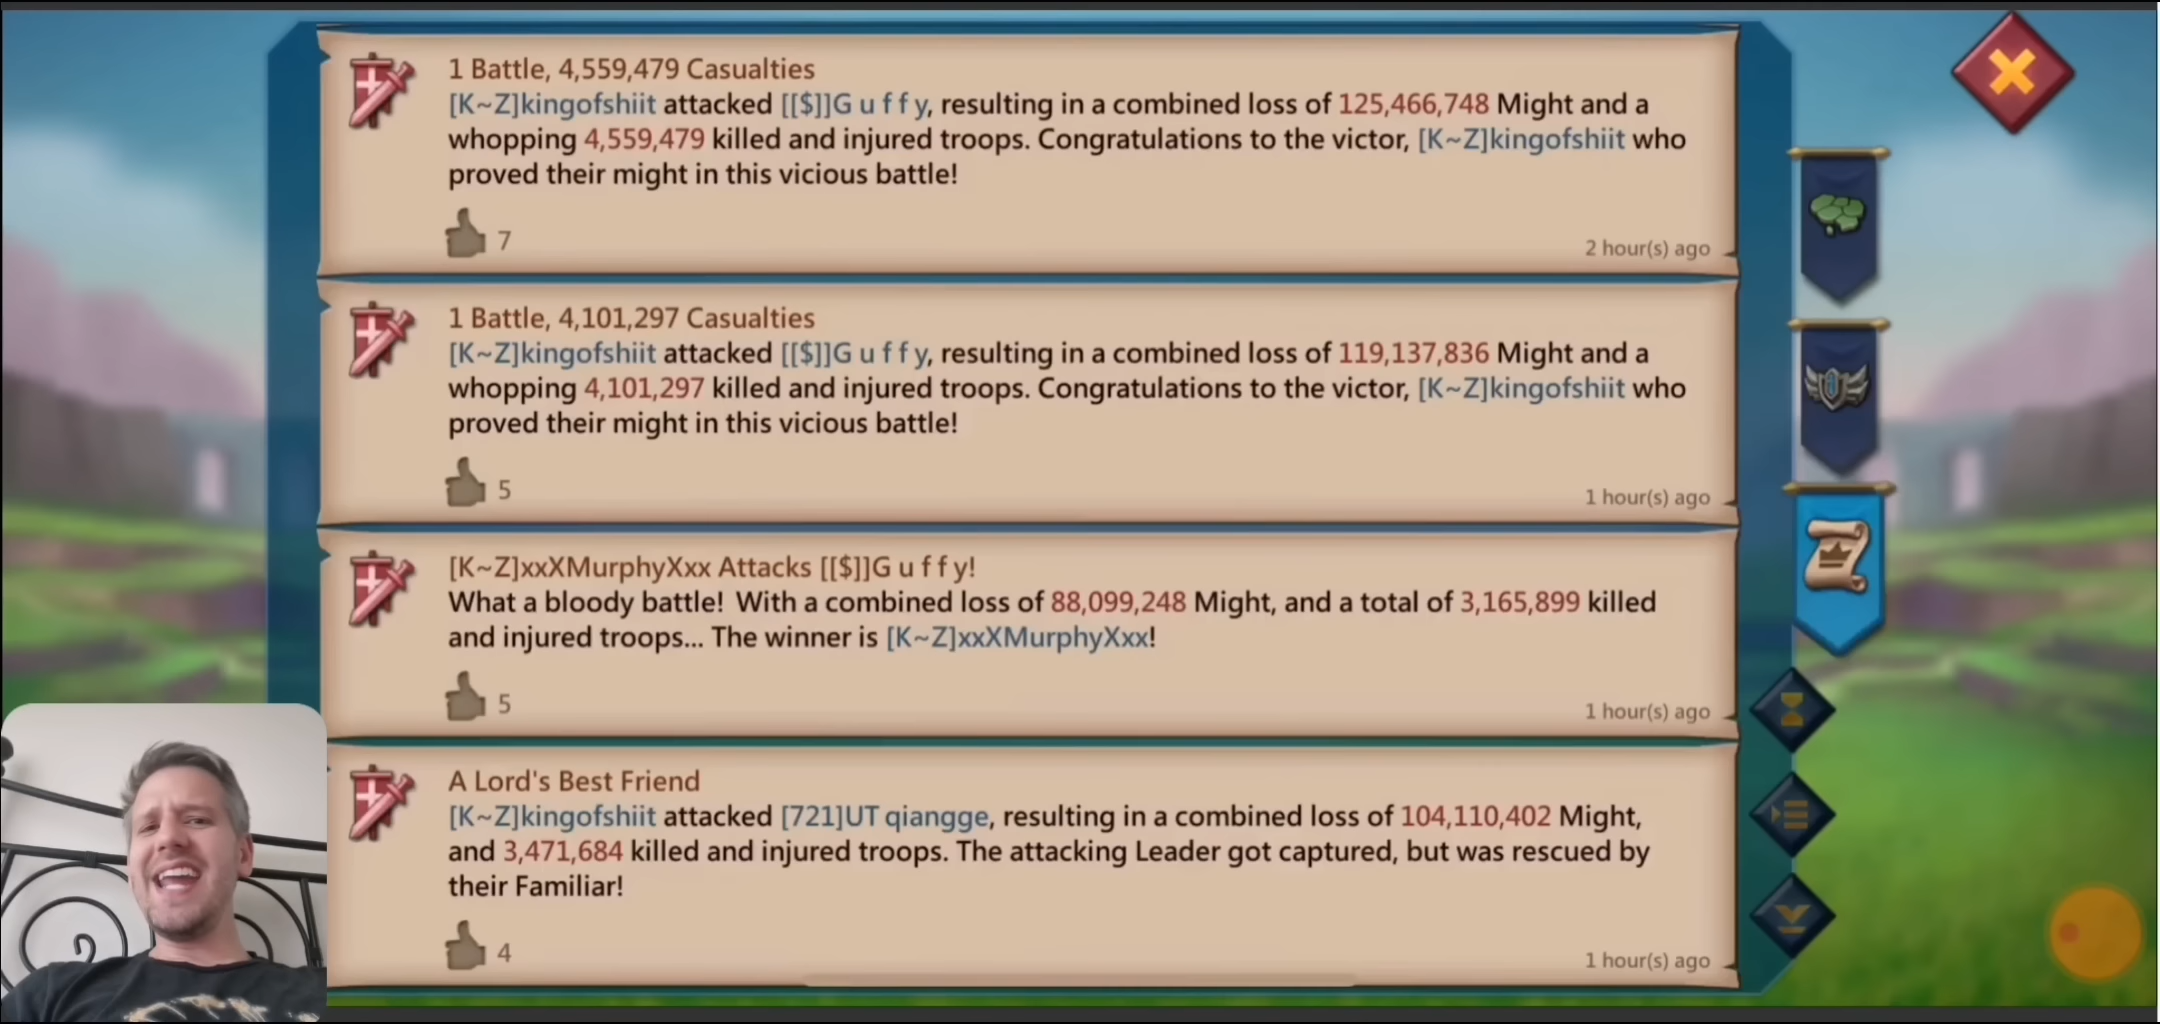 1 Battle, 4,559,479 Casualties
[K~Z]kingofshiit attacked [[$]]G u f f y, resulting in a combined loss of 125,466,748 Might and a
whopping 4,559,479 killed and injured troops. Congratulations to the victor, [K~Z]kingofshiit who
proved their might in this vicious battle!
7
2 hour(s) ago
1 Battle, 4,101,297 Casualties
[K~Z]kingofshiit attacked [[$]]G u f f y, resulting in a combined loss of 119,137,836 Might and a
whopping 4,101,297 killed and injured troops. Congratulations to the victor, [K~Z]kingofshiit who
proved their might in this vicious battle!
5
1 hour(s) ago
[K~Z]xxXMurphyXxx Attacks [[$]]G u f f y!
What a bloody battle! With a combined loss of 88,099,248 Might, and a total of 3,165,899 killed
and injured troops... The winner is [K~Z]xxXMurphyXxx!
5
1 hour(s) ago
A Lord's Best Friend
[K~Z]kingofshiit attacked [721]UT qiangge, resulting in a combined loss of 104,110,402 Might,
and 3,471,684 killed and injured troops. The attacking Leader got captured, but was rescued by
their Familiar!
4
1 hour(s) ago